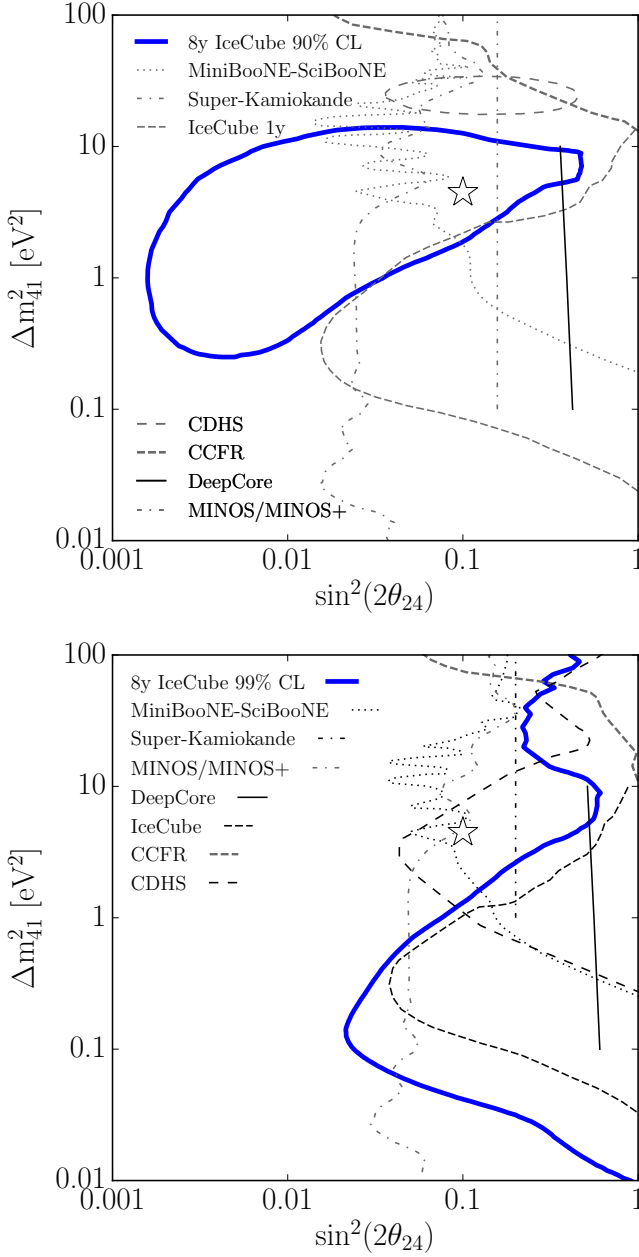 100
8y IceCube 90% CL
MiniBooNE-SciBooNE
Super-Kamiokande
IceCube 1y
10
Δm²₄₁ [eV²]
1
0.1
CDHS
CCFR
DeepCore
MINOS/MINOS+
0.01
0.001 0.01 0.1 1
sin²(2θ₂₄)
100
8y IceCube 99% CL
MiniBooNE-SciBooNE
Super-Kamiokande
MINOS/MINOS+
10
DeepCore
IceCube
CCFR
CDHS
Δm²₄₁ [eV²]
1
0.1
0.01
0.001 0.01 0.1 1
sin²(2θ₂₄)